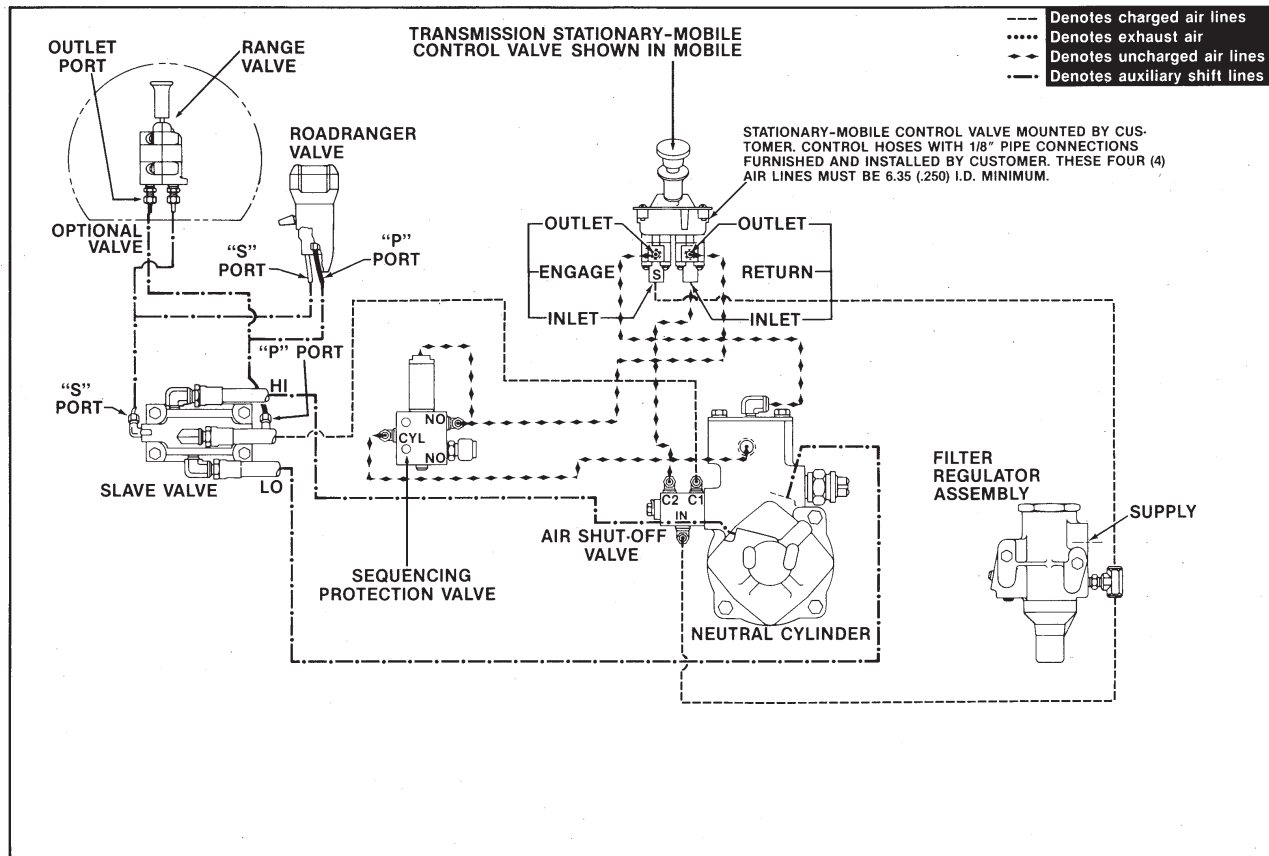 Denotes charged air lines
Denotes exhaust air
Denotes uncharged air lines
Denotes auxiliary shift lines
TRANSMISSION STATIONARY-MOBILE
CONTROL VALVE SHOWN IN MOBILE
OUTLET
PORT
RANGE
VALVE
ROADRANGER
VALVE
STATIONARY-MOBILE CONTROL VALVE MOUNTED BY CUS-
TOMER. CONTROL HOSES WITH 1/8" PIPE CONNECTIONS
FURNISHED AND INSTALLED BY CUSTOMER. THESE FOUR (4)
AIR LINES MUST BE 6.35 (.250) I.D. MINIMUM.
OPTIONAL
VALVE
"S"
PORT
"P"
PORT
OUTLET
OUTLET
ENGAGE
S
RETURN
INLET
INLET
"P" PORT
HI
"S"
PORT
NO
CYL
NO
SLAVE VALVE
LO
C2 C1
IN
AIR SHUT-OFF
VALVE
SEQUENCING
PROTECTION VALVE
NEUTRAL CYLINDER
FILTER
REGULATOR
ASSEMBLY
SUPPLY